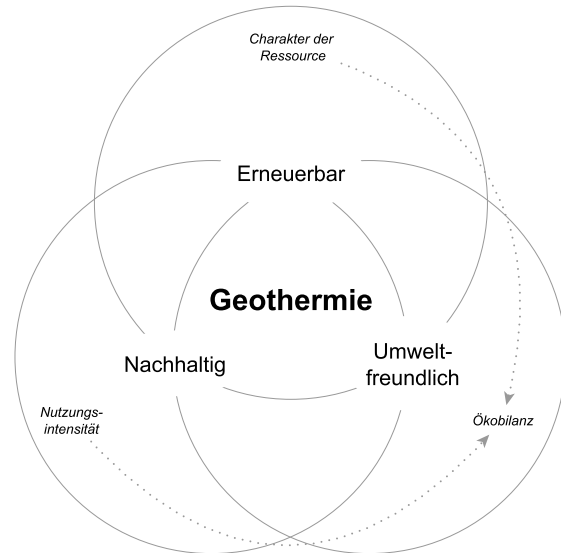 Charakter der
Ressource
Erneuerbar
Geothermie
Nachhaltig
Umwelt-
freundlich
Nutzungs-
intensität
Ökobilanz